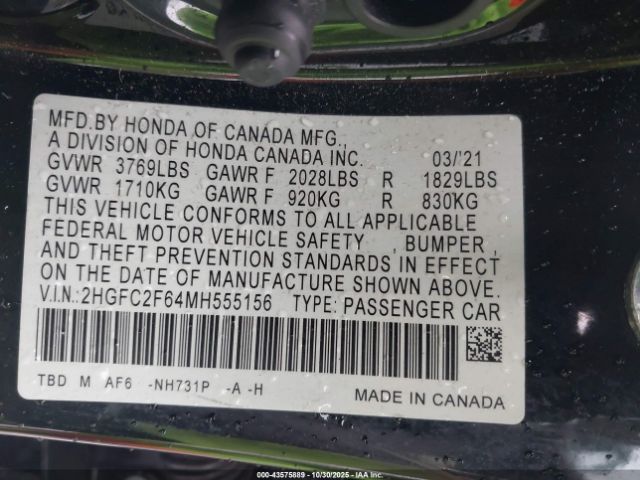 MFD.BY HONDA OF CANADA MFG.,
A DIVISION OF HONDA CANADA INC. 03/'21
GVWR 3769LBS GAWR F 2028LBS R 1829LBS
GVWR 1710KG GAWR F 920KG R 830KG
THIS VEHICLE CONFORMS TO ALL APPLICABLE
FEDERAL MOTOR VEHICLE SAFETY , BUMPER ,
AND THEFT PREVENTION STANDARDS IN EFFECT
ON THE DATE OF MANUFACTURE SHOWN ABOVE.
V.I.N.:2HGFC2F64MH555156 TYPE: PASSENGER CAR
TBD M AF6 -NH731P -A -H
MADE IN CANADA
000-43575889 - 10/30/2025 - IAA Inc.